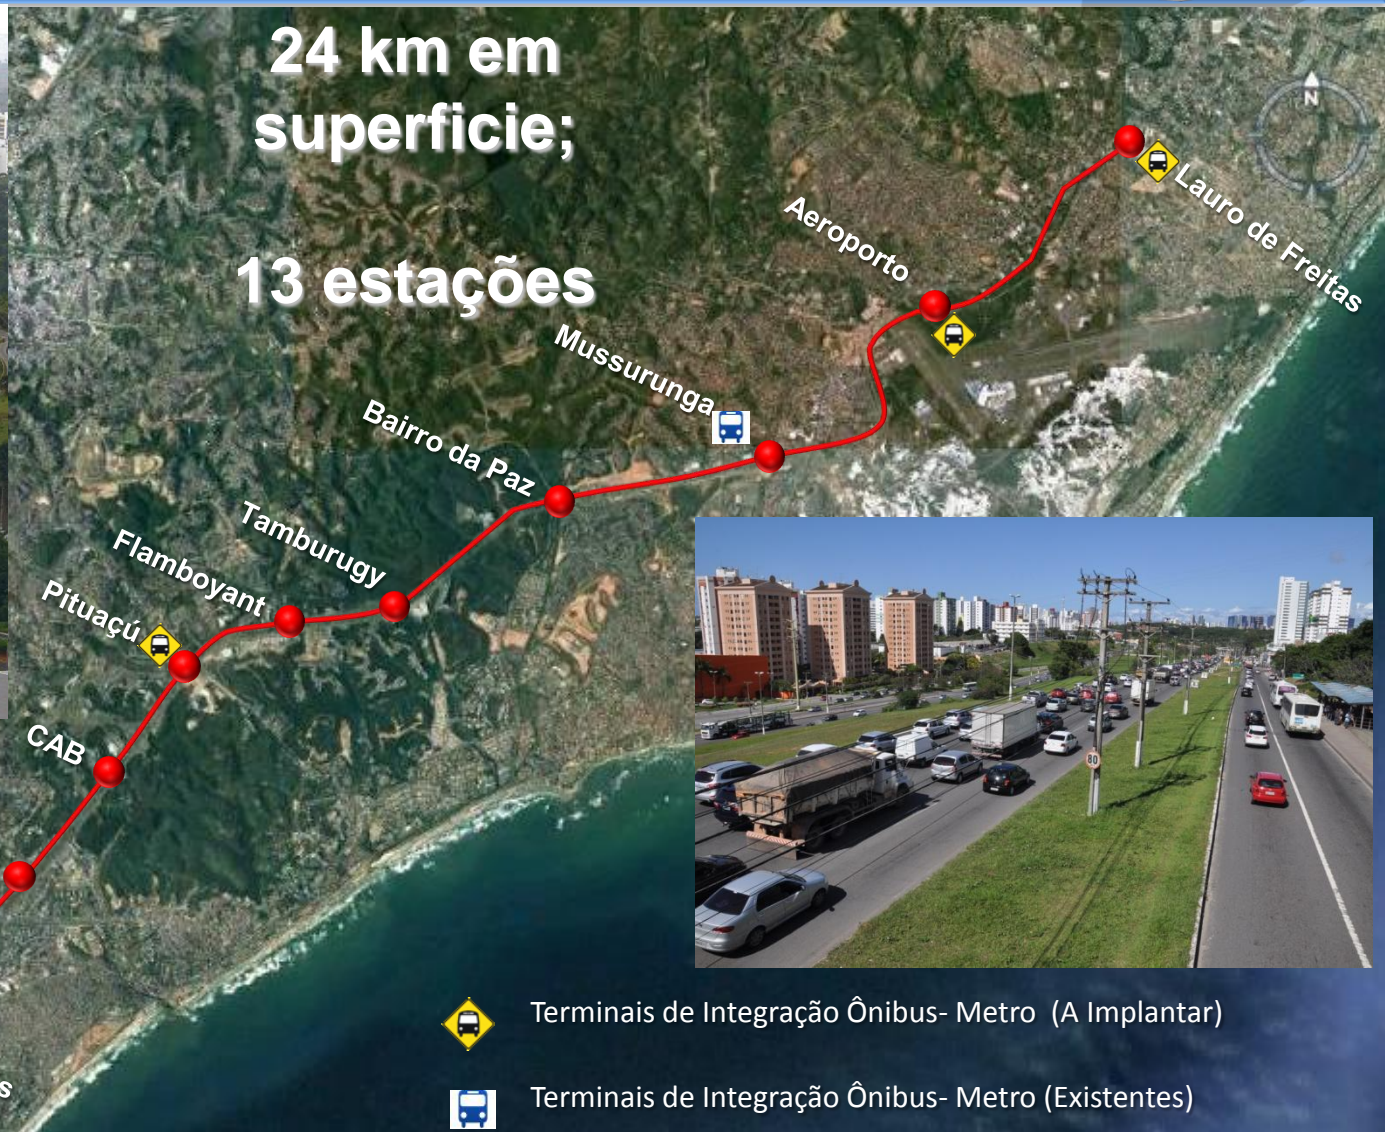 24 km em
superficie;
13 estações
N
Lauro de Freitas
Aeroporto
Mussurunga
Bairro da Paz
Tamburugy
Flamboyant
Pituaçú
CAB
80
Terminais de Integração Ônibus- Metro (A Implantar)
Terminais de Integração Ônibus- Metro (Existentes)
s